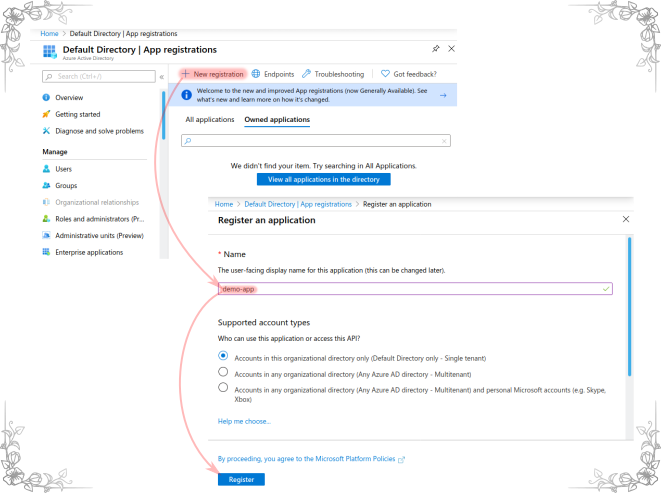 Home > Default Directory | App registrations
Default Directory | App registrations
Azure Active Directory
Search (Ctrl+/)
«
New registration
Endpoints
Troubleshooting
Got feedback?
Welcome to the new and improved App registrations (now Generally Available). See
what's new and learn more on how it's changed.
Overview
Getting started
Diagnose and solve problems
Manage
Users
Groups
Organizational relationships
Roles and administrators (Pr...
Administrative units (Preview)
Enterprise applications
All applications
Owned applications
We didn't find your item. Try searching in All Applications.
View all applications in the directory
Home > Default Directory | App registrations > Register an application
Register an application
* Name
The user-facing display name for this application (this can be changed later).
demo-app
Supported account types
Who can use this application or access this API?
Accounts in this organizational directory only (Default Directory only - Single tenant)
Accounts in any organizational directory (Any Azure AD directory - Multitenant)
Accounts in any organizational directory (Any Azure AD directory - Multitenant) and personal Microsoft accounts (e.g. Skype,
Xbox)
Help me choose...
By proceeding, you agree to the Microsoft Platform Policies
Register